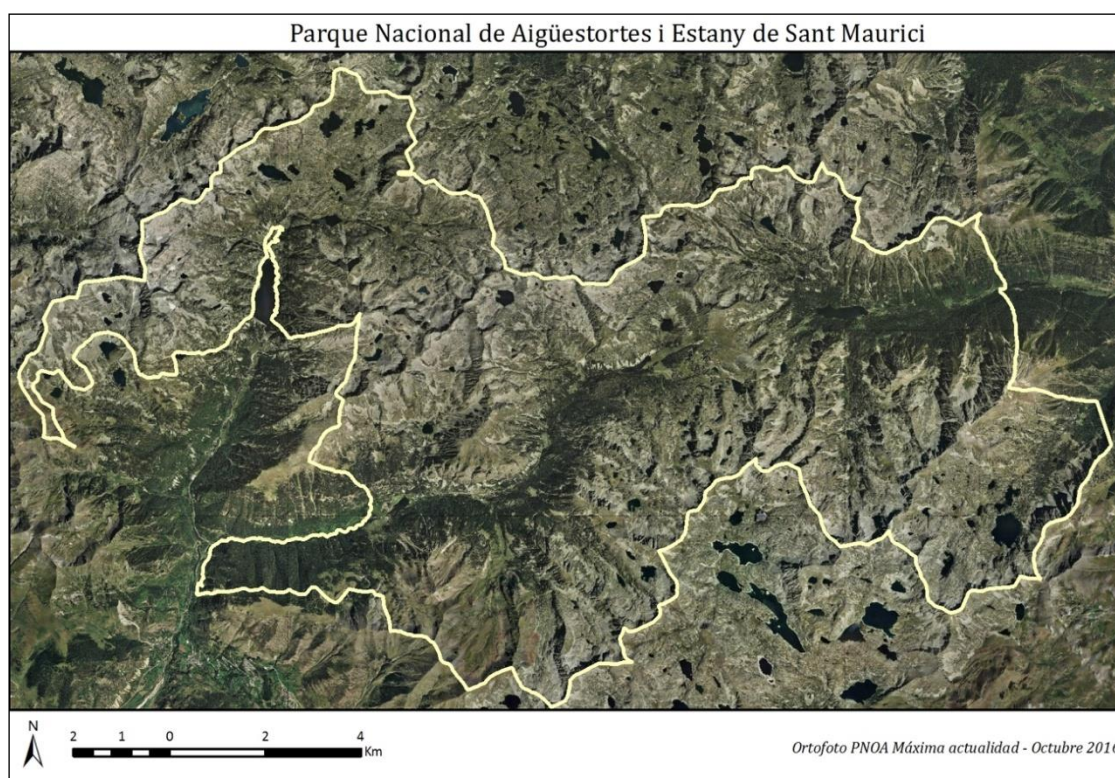 Parque Nacional de Aigüestortes i Estany de Sant Maurici
N
2 1 0 2 4
Km
Ortofoto PNOA Máxima actualidad - Octubre 2016